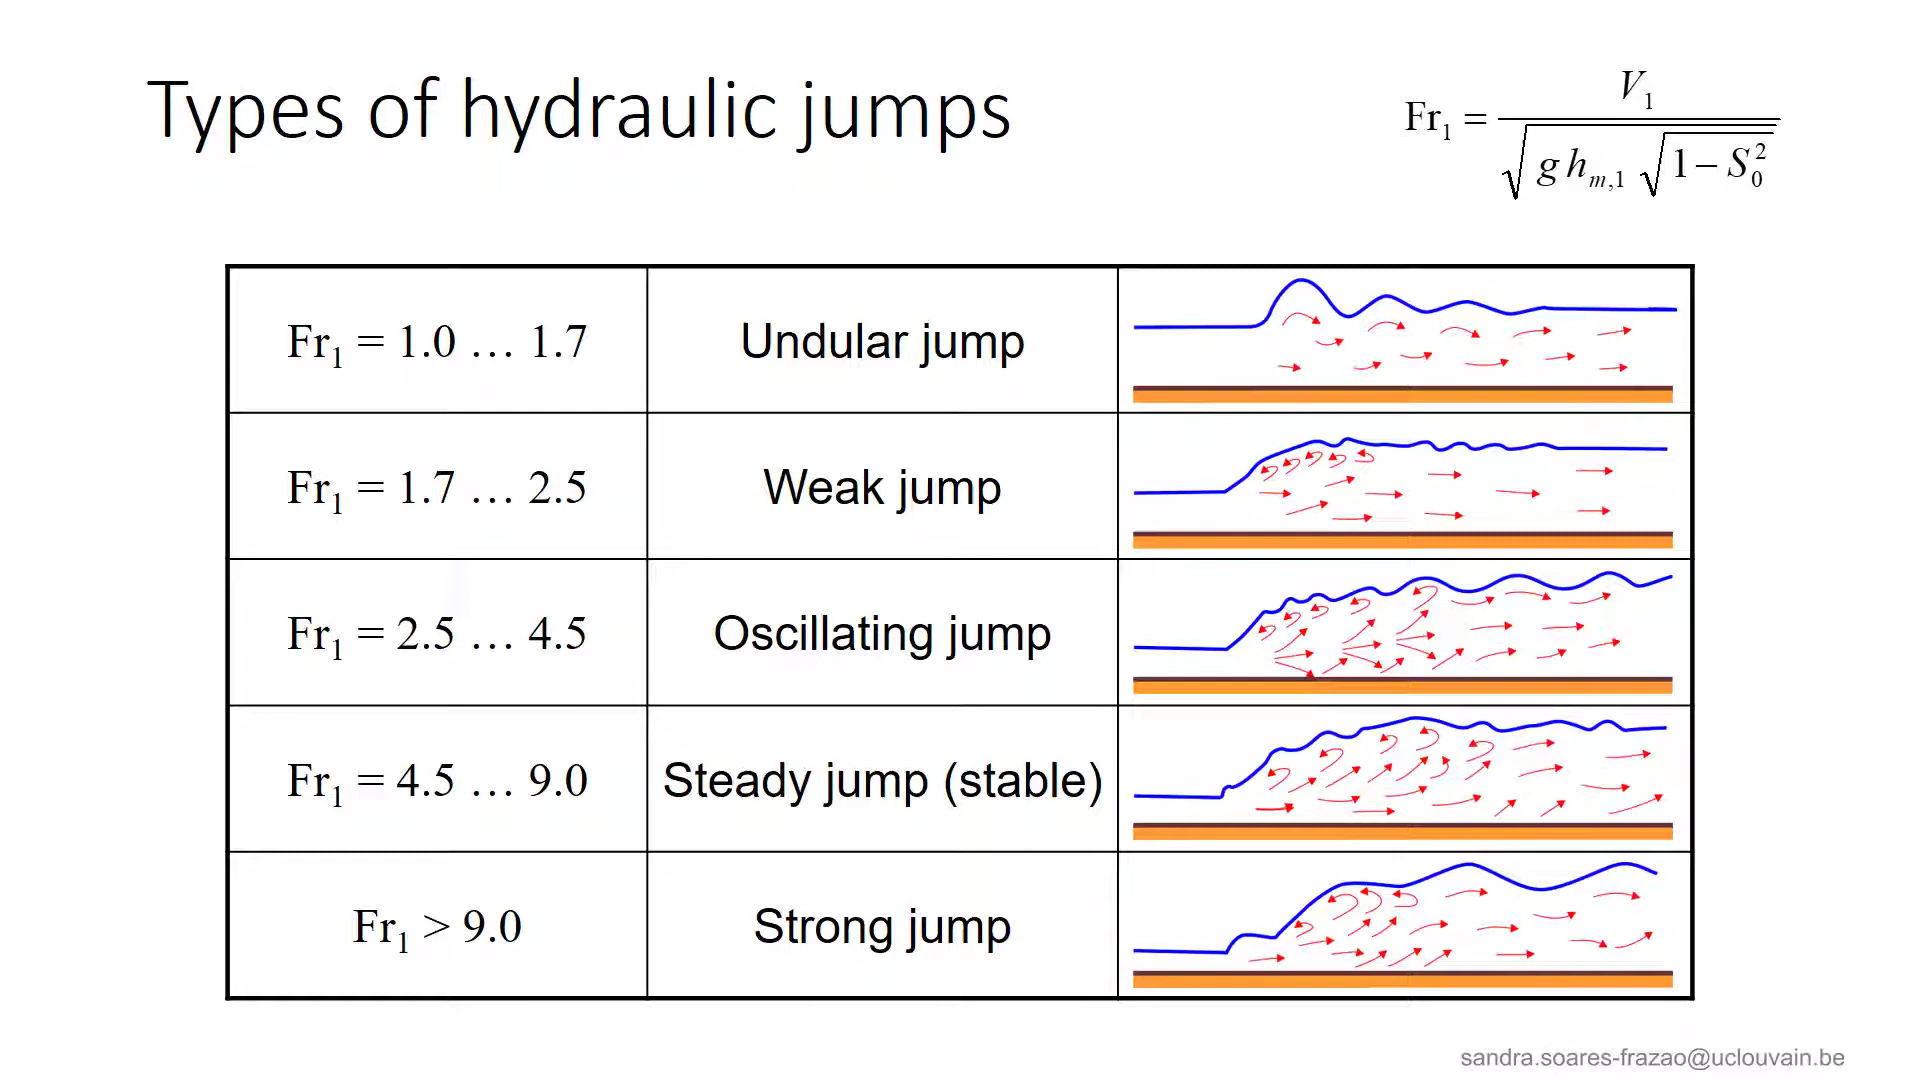 Types of hydraulic jumps
Fr₁ = V₁ / √(g hₘ,₁ √(1 − S₀²))
Fr₁ = 1.0 … 1.7 Undular jump
Fr₁ = 1.7 … 2.5 Weak jump
Fr₁ = 2.5 … 4.5 Oscillating jump
Fr₁ = 4.5 … 9.0 Steady jump (stable)
Fr₁ > 9.0 Strong jump
sandra.soares-frazao@uclouvain.be